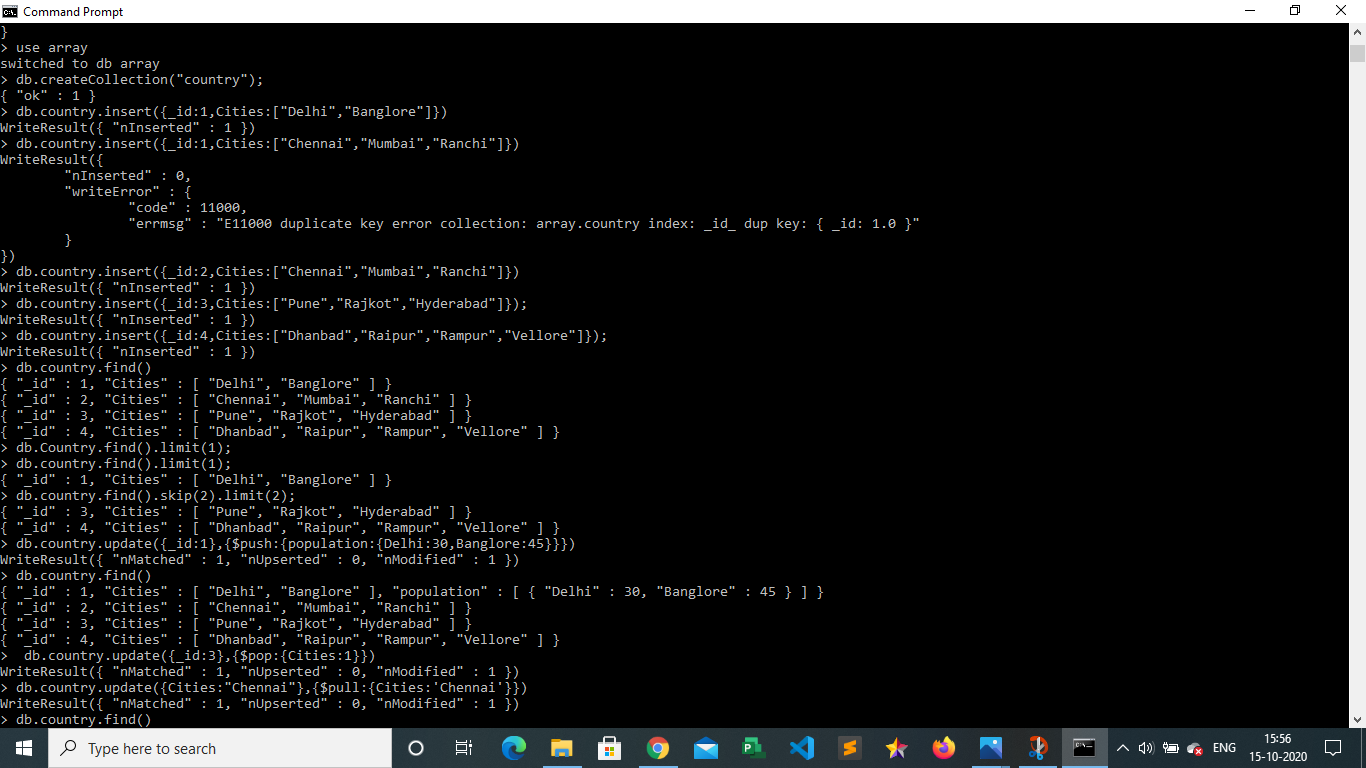 Command Prompt
}
> use array
switched to db array
> db.createCollection("country");
{ "ok" : 1 }
> db.country.insert({_id:1,Cities:["Delhi","Banglore"]})
WriteResult({ "nInserted" : 1 })
> db.country.insert({_id:1,Cities:["Chennai","Mumbai","Ranchi"]})
WriteResult({
        "nInserted" : 0,
        "writeError" : {
                "code" : 11000,
                "errmsg" : "E11000 duplicate key error collection: array.country index: _id_ dup key: { _id: 1.0 }"
        }
})
> db.country.insert({_id:2,Cities:["Chennai","Mumbai","Ranchi"]})
WriteResult({ "nInserted" : 1 })
> db.country.insert({_id:3,Cities:["Pune","Rajkot","Hyderabad"]});
WriteResult({ "nInserted" : 1 })
> db.country.insert({_id:4,Cities:["Dhanbad","Raipur","Rampur","Vellore"]});
WriteResult({ "nInserted" : 1 })
> db.country.find()
{ "_id" : 1, "Cities" : [ "Delhi", "Banglore" ] }
{ "_id" : 2, "Cities" : [ "Chennai", "Mumbai", "Ranchi" ] }
{ "_id" : 3, "Cities" : [ "Pune", "Rajkot", "Hyderabad" ] }
{ "_id" : 4, "Cities" : [ "Dhanbad", "Raipur", "Rampur", "Vellore" ] }
> db.Country.find().limit(1);
> db.country.find().limit(1);
{ "_id" : 1, "Cities" : [ "Delhi", "Banglore" ] }
> db.country.find().skip(2).limit(2);
{ "_id" : 3, "Cities" : [ "Pune", "Rajkot", "Hyderabad" ] }
{ "_id" : 4, "Cities" : [ "Dhanbad", "Raipur", "Rampur", "Vellore" ] }
> db.country.update({_id:1},{$push:{population:{Delhi:30,Banglore:45}}})
WriteResult({ "nMatched" : 1, "nUpserted" : 0, "nModified" : 1 })
> db.country.find()
{ "_id" : 1, "Cities" : [ "Delhi", "Banglore" ], "population" : [ { "Delhi" : 30, "Banglore" : 45 } ] }
{ "_id" : 2, "Cities" : [ "Chennai", "Mumbai", "Ranchi" ] }
{ "_id" : 3, "Cities" : [ "Pune", "Rajkot", "Hyderabad" ] }
{ "_id" : 4, "Cities" : [ "Dhanbad", "Raipur", "Rampur", "Vellore" ] }
>  db.country.update({_id:3},{$pop:{Cities:1}})
WriteResult({ "nMatched" : 1, "nUpserted" : 0, "nModified" : 1 })
> db.country.update({Cities:"Chennai"},{$pull:{Cities:'Chennai'}})
WriteResult({ "nMatched" : 1, "nUpserted" : 0, "nModified" : 1 })
> db.country.find()
Type here to search
ENG
15:56
15-10-2020